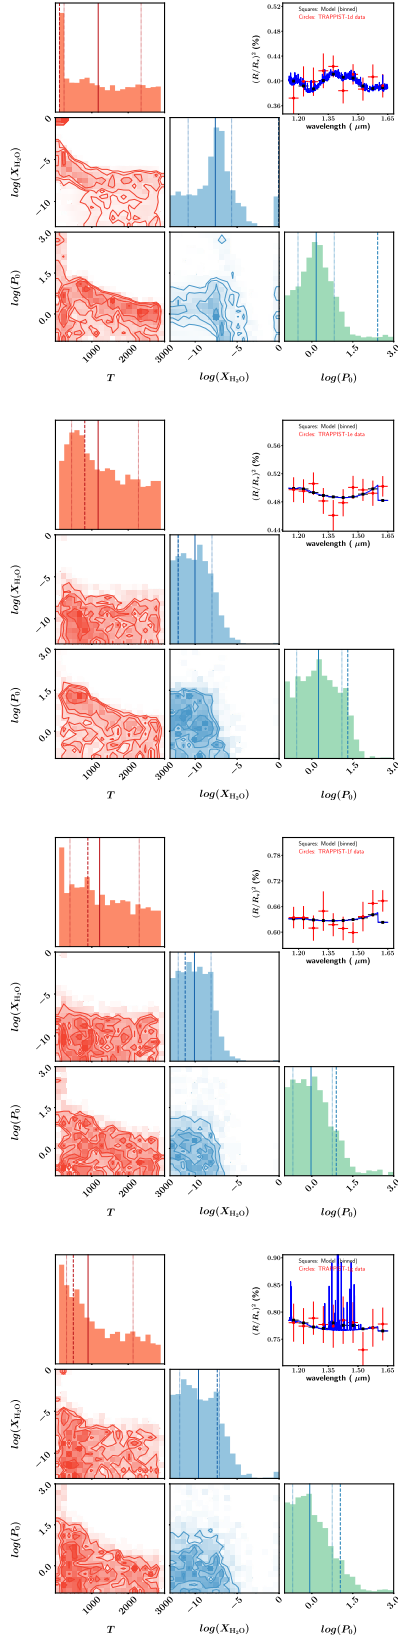 0.52
0.48
0.44
0.40
0.36
(R/R⋆)² (%)
Squares: Model (binned)
Circles: TRAPPIST-1d data
1.20 1.35 1.50 1.65
wavelength ( μm)
0
−5
−10
log(X_H₂O)
3.0
1.5
0.0
log(P₀)
1000 2000 3000
T
−10 −5 0
log(X_H₂O)
0.0 1.5 3.0
log(P₀)
0.56
0.52
0.48
0.44
(R/R⋆)² (%)
Squares: Model (binned)
Circles: TRAPPIST-1e data
1.20 1.35 1.50 1.65
wavelength ( μm)
0
−5
−10
log(X_H₂O)
3.0
1.5
0.0
log(P₀)
1000 2000 3000
T
−10 −5 0
log(X_H₂O)
0.0 1.5 3.0
log(P₀)
0.78
0.72
0.66
0.60
(R/R⋆)² (%)
Squares: Model (binned)
Circles: TRAPPIST-1f data
1.20 1.35 1.50 1.65
wavelength ( μm)
0
−5
−10
log(X_H₂O)
3.0
1.5
0.0
log(P₀)
1000 2000 3000
T
−10 −5 0
log(X_H₂O)
0.0 1.5 3.0
log(P₀)
0.90
0.85
0.80
0.75
(R/R⋆)² (%)
Squares: Model (binned)
Circles: TRAPPIST-1g data
1.20 1.35 1.50 1.65
wavelength ( μm)
0
−5
−10
log(X_H₂O)
3.0
1.5
0.0
log(P₀)
1000 2000 3000
T
−10 −5 0
log(X_H₂O)
0.0 1.5 3.0
log(P₀)